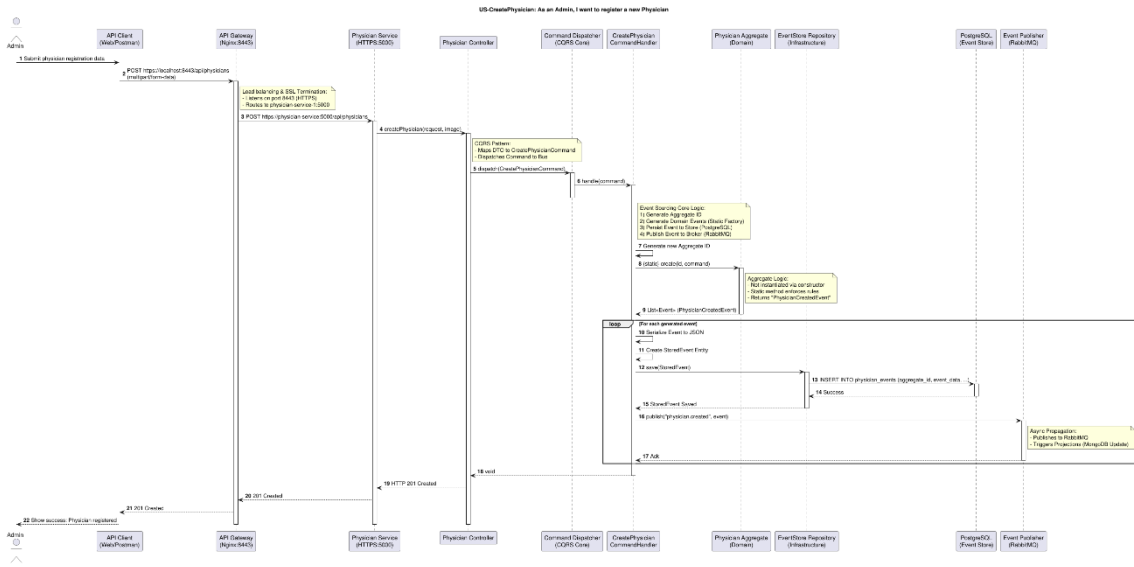 US-CreatePhysician: As an Admin, I want to register a new Physician
Admin
API Client
(Web/Postman)
API Gateway
(Nginx:8443)
Physician Service
(HTTPS:5000)
Physician Controller
Command Dispatcher
(CQRS Core)
CreatePhysician
CommandHandler
Physician Aggregate
(Domain)
EventStore Repository
(Infrastructure)
PostgreSQL
(Event Store)
Event Publisher
(RabbitMQ)
1 Submit physician registration data
2 POST https://localhost:8443/api/physicians
(multipart/form-data)
Load balancing & SSL Termination:
- Listens on port 8443 (HTTPS)
- Routes to physician-service-1:5000
3 POST https://physician-service:5000/api/physicians
4 createPhysician(request, image)
CQRS Pattern:
- Maps DTO to CreatePhysicianCommand
- Dispatches Command to Bus
5 dispatch(CreatePhysicianCommand)
6 handle(command)
Event Sourcing Core Logic:
1) Generate Aggregate ID
2) Generate Domain Events (Static Factory)
3) Persist Event to Store (PostgreSQL)
4) Publish Event to Broker (RabbitMQ)
7 Generate new Aggregate ID
8 (static) create(id, command)
Aggregate Logic:
- Not instantiated via constructor
- Static method enforces rules
- Returns "PhysicianCreatedEvent"
9 List<Event> (PhysicianCreatedEvent)
loop [For each generated event]
10 Serialize Event to JSON
11 Create StoredEvent Entity
12 save(StoredEvent)
13 INSERT INTO physician_events (aggregate_id, event_data, ...)
14 Success
15 StoredEvent Saved
16 publish("physician.created", event)
Async Propagation:
- Publishes to RabbitMQ
- Triggers Projections (MongoDB Update)
17 Ack
18 void
19 HTTP 201 Created
20 201 Created
21 201 Created
22 Show success: Physician registered
Admin
API Client
(Web/Postman)
API Gateway
(Nginx:8443)
Physician Service
(HTTPS:5000)
Physician Controller
Command Dispatcher
(CQRS Core)
CreatePhysician
CommandHandler
Physician Aggregate
(Domain)
EventStore Repository
(Infrastructure)
PostgreSQL
(Event Store)
Event Publisher
(RabbitMQ)